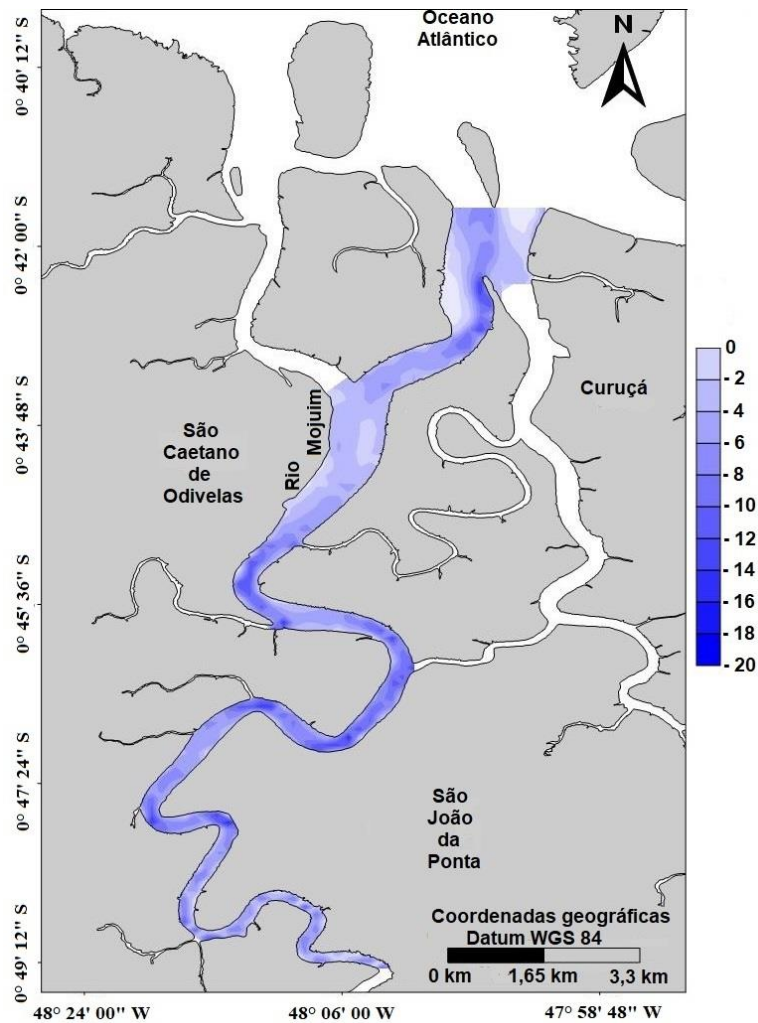 Oceano
Atlântico
N
0° 40' 12'' S
0° 42' 00'' S
0° 43' 48'' S
0° 45' 36'' S
0° 47' 24'' S
0° 49' 12'' S
Curuçá
São
Caetano
de
Odivelas
Rio
Mojuim
São
João
da
Ponta
0
- 2
- 4
- 6
- 8
- 10
- 12
- 14
- 16
- 18
- 20
Coordenadas geográficas
Datum WGS 84
0 km 1,65 km 3,3 km
48° 24' 00'' W 48° 06' 00'' W 47° 58' 48'' W